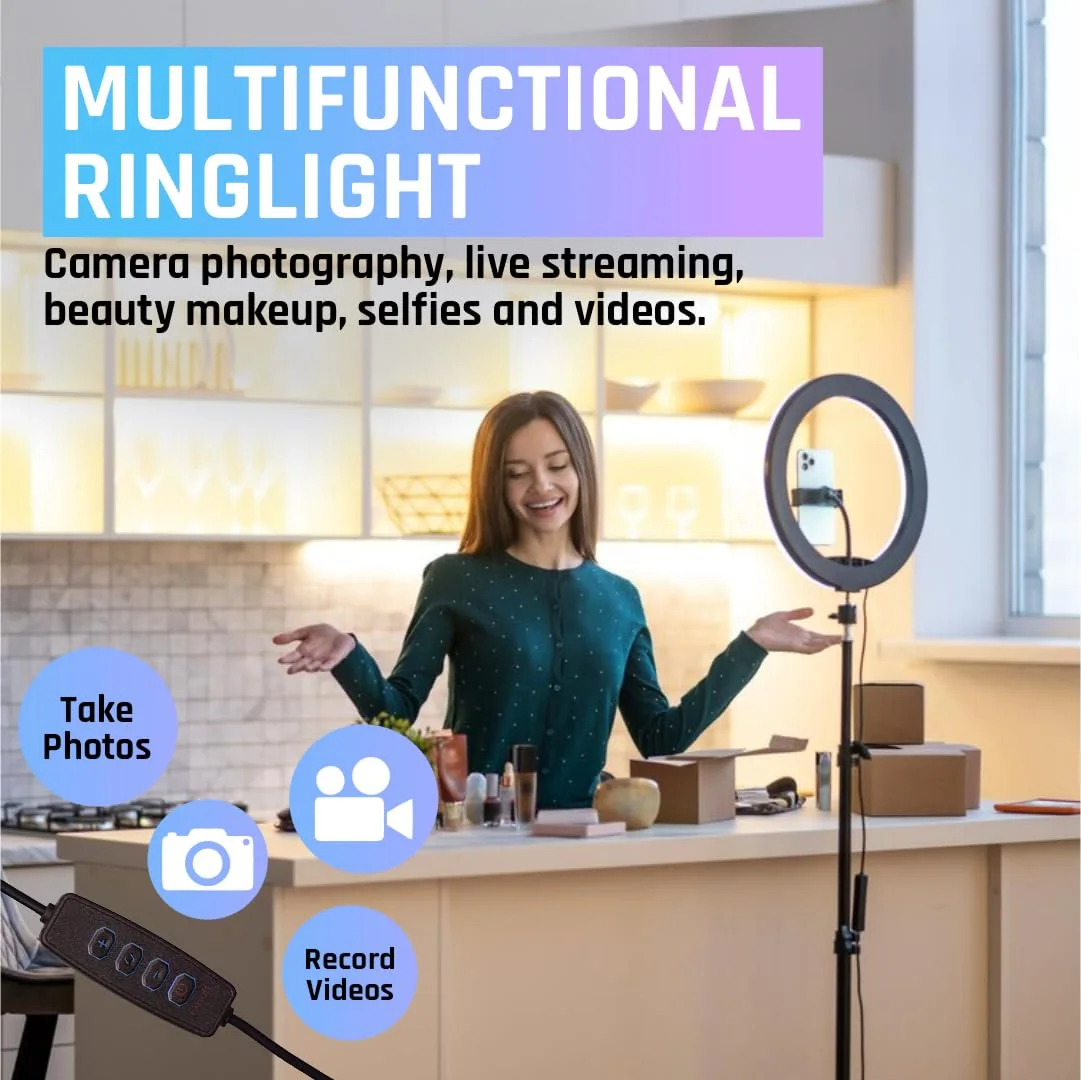 MULTIFUNCTIONAL
RINGLIGHT
Camera photography, live streaming,
beauty makeup, selfies and videos.
Take
Photos
Record
Videos